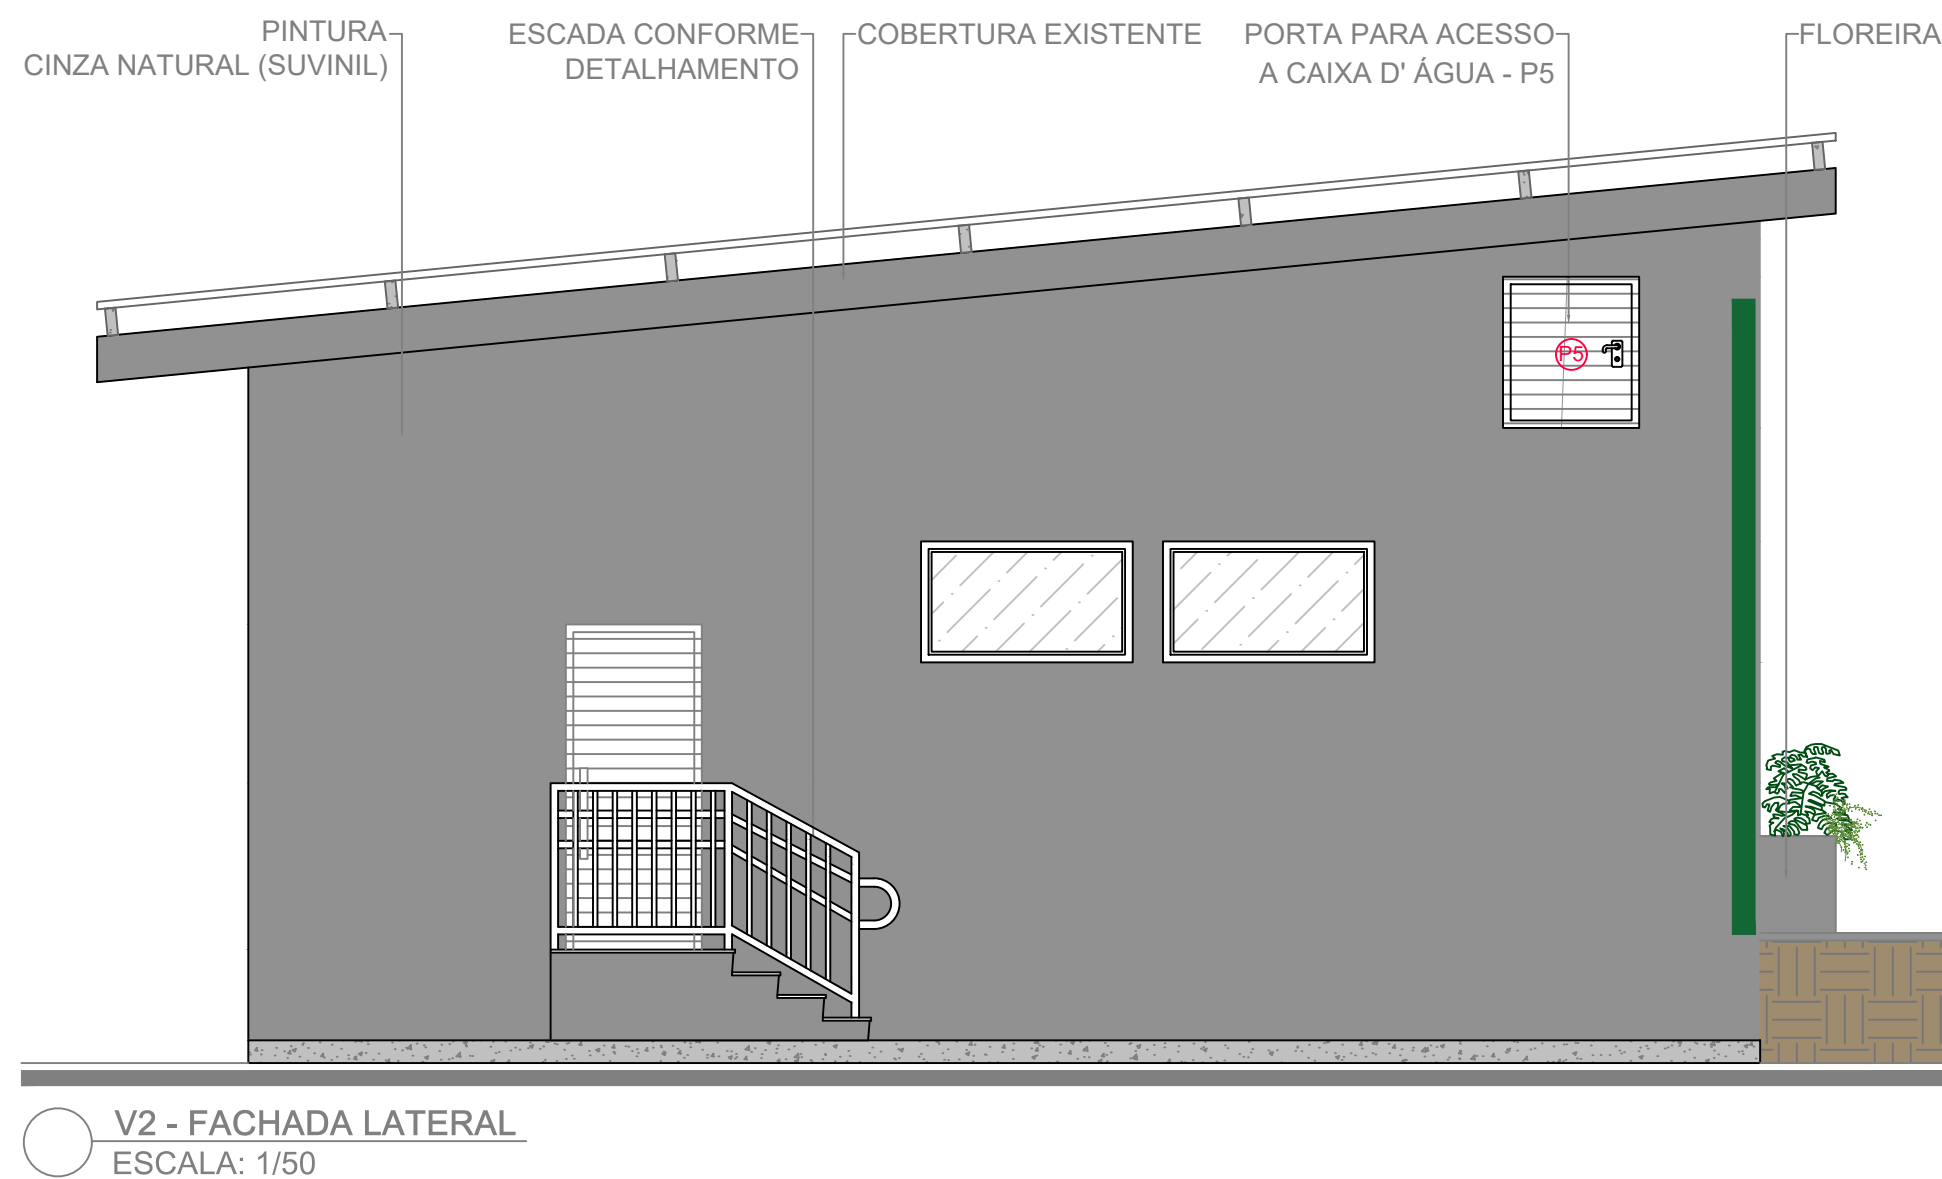 PINTURA
CINZA NATURAL (SUVINIL)
ESCADA CONFORME
DETALHAMENTO
COBERTURA EXISTENTE
PORTA PARA ACESSO
A CAIXA D' ÁGUA - P5
FLOREIRA
P5
V2 - FACHADA LATERAL
ESCALA: 1/50